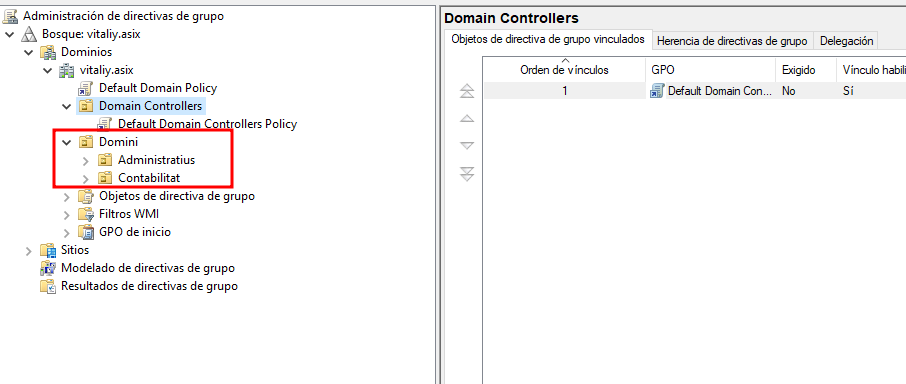 Administración de directivas de grupo
Bosque: vitaliy.asix
Dominios
vitaliy.asix
Default Domain Policy
Domain Controllers
Default Domain Controllers Policy
Domini
Administratius
Contabilitat
Objetos de directiva de grupo
Filtros WMI
GPO de inicio
Sitios
Modelado de directivas de grupo
Resultados de directivas de grupo
Domain Controllers
Objetos de directiva de grupo vinculados Herencia de directivas de grupo Delegación
Orden de vínculos GPO Exigido Vínculo habili
1 Default Domain Con... No Sí